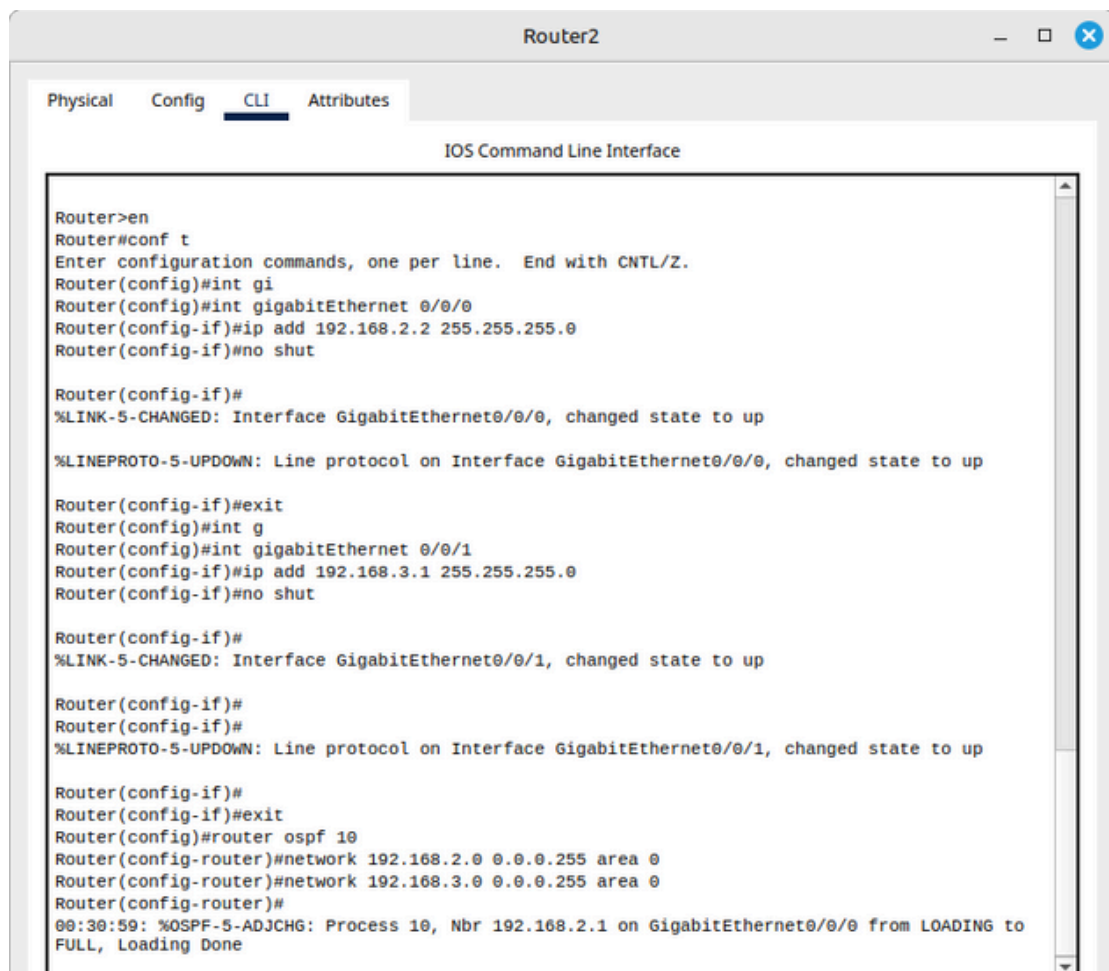 Router2
Physical Config CLI Attributes
IOS Command Line Interface
Router>en
Router#conf t
Enter configuration commands, one per line.  End with CNTL/Z.
Router(config)#int gi
Router(config)#int gigabitEthernet 0/0/0
Router(config-if)#ip add 192.168.2.2 255.255.255.0
Router(config-if)#no shut
Router(config-if)#
%LINK-5-CHANGED: Interface GigabitEthernet0/0/0, changed state to up
%LINEPROTO-5-UPDOWN: Line protocol on Interface GigabitEthernet0/0/0, changed state to up
Router(config-if)#exit
Router(config)#int g
Router(config)#int gigabitEthernet 0/0/1
Router(config-if)#ip add 192.168.3.1 255.255.255.0
Router(config-if)#no shut
Router(config-if)#
%LINK-5-CHANGED: Interface GigabitEthernet0/0/1, changed state to up
Router(config-if)#
Router(config-if)#
%LINEPROTO-5-UPDOWN: Line protocol on Interface GigabitEthernet0/0/1, changed state to up
Router(config-if)#
Router(config-if)#exit
Router(config)#router ospf 10
Router(config-router)#network 192.168.2.0 0.0.0.255 area 0
Router(config-router)#network 192.168.3.0 0.0.0.255 area 0
Router(config-router)#
00:30:59: %OSPF-5-ADJCHG: Process 10, Nbr 192.168.2.1 on GigabitEthernet0/0/0 from LOADING to
FULL, Loading Done